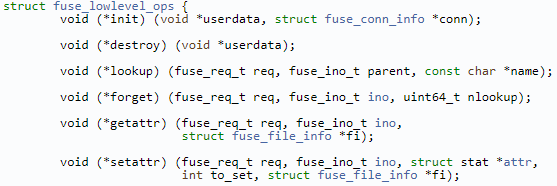 struct fuse_lowlevel_ops {
void (*init) (void *userdata, struct fuse_conn_info *conn);
void (*destroy) (void *userdata);
void (*lookup) (fuse_req_t req, fuse_ino_t parent, const char *name);
void (*forget) (fuse_req_t req, fuse_ino_t ino, uint64_t nlookup);
void (*getattr) (fuse_req_t req, fuse_ino_t ino,
struct fuse_file_info *fi);
void (*setattr) (fuse_req_t req, fuse_ino_t ino, struct stat *attr,
int to_set, struct fuse_file_info *fi);